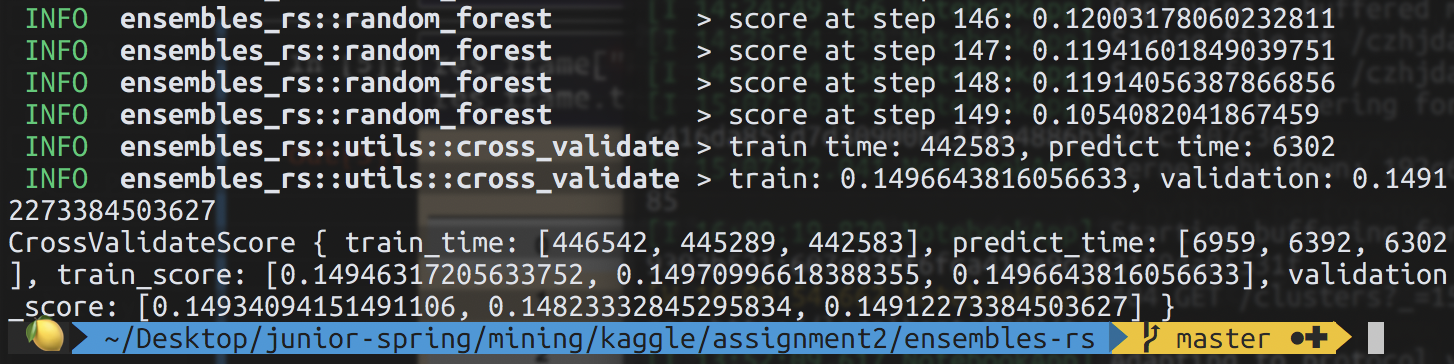 INFO ensembles_rs::random_forest > score at step 146: 0.12003178060232811
INFO ensembles_rs::random_forest > score at step 147: 0.11941601849039751
INFO ensembles_rs::random_forest > score at step 148: 0.11914056387866856
INFO ensembles_rs::random_forest > score at step 149: 0.1054082041867459
INFO ensembles_rs::utils::cross_validate > train time: 442583, predict time: 6302
INFO ensembles_rs::utils::cross_validate > train: 0.1496643816056633, validation: 0.1491
2273384503627
CrossValidateScore { train_time: [446542, 445289, 442583], predict_time: [6959, 6392, 6302
], train_score: [0.14946317205633752, 0.14970996618388355, 0.1496643816056633], validation
_score: [0.14934094151491106, 0.14823332845295834, 0.14912273384503627] }
~/Desktop/junior-spring/mining/kaggle/assignment2/ensembles-rs master ●✚